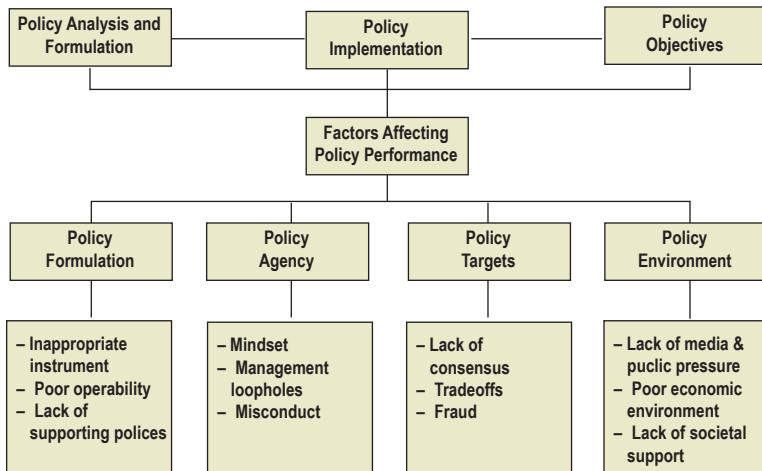 Policy Analysis and
Formulation
Policy
Implementation
Policy
Objectives
Factors Affecting
Policy Performance
Policy
Formulation
Policy
Agency
Policy
Targets
Policy
Environment
– Inappropriate
instrument
– Poor operability
– Lack of
supporting polices
– Mindset
– Management
loopholes
– Misconduct
– Lack of
consensus
– Tradeoffs
– Fraud
– Lack of media &
puclic pressure
– Poor economic
environment
– Lack of societal
support